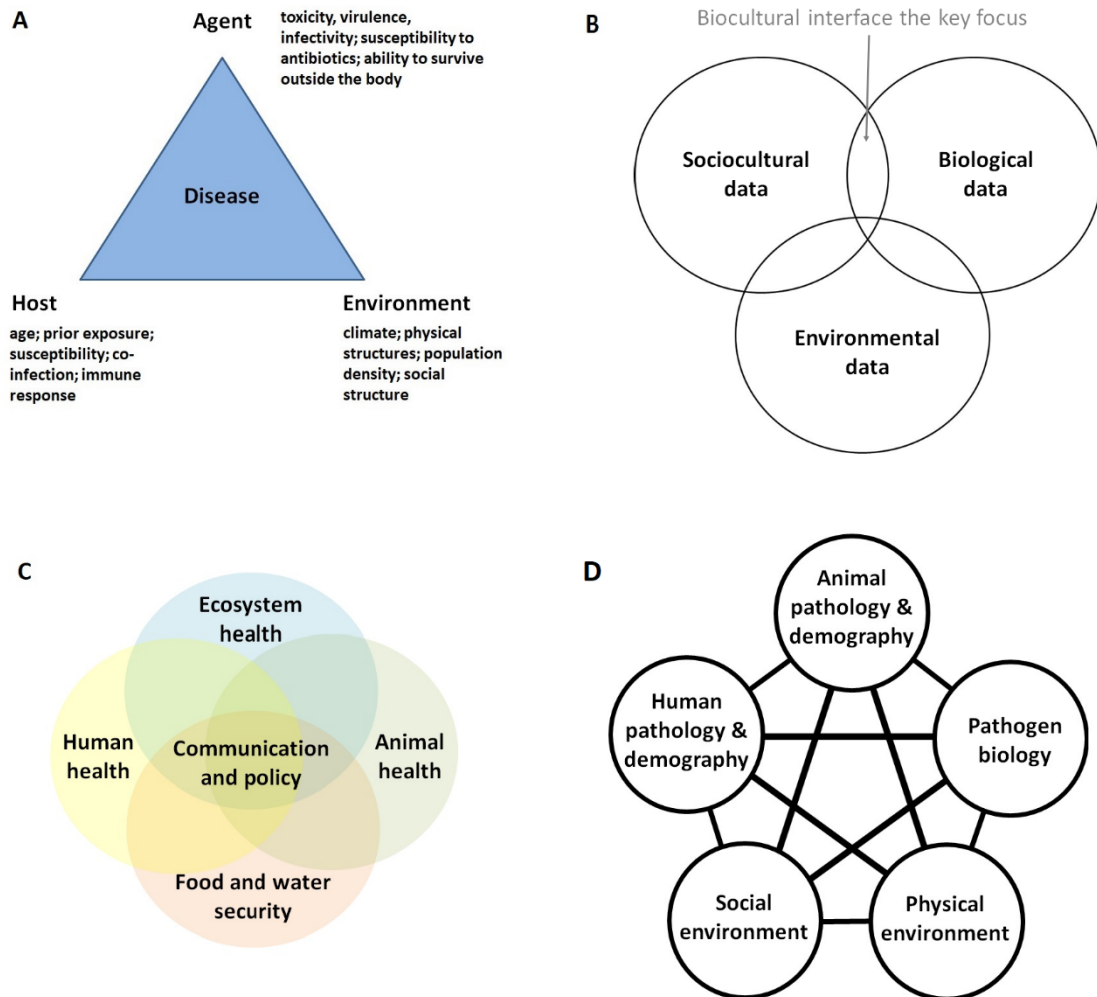 A
Agent
toxicity, virulence,
infectivity; susceptibility to
antibiotics; ability to survive
outside the body
Disease
Host
age; prior exposure;
susceptibility; co-
infection; immune
response
Environment
climate; physical
structures; population
density; social
structure
B
Biocultural interface the key focus
Sociocultural
data
Biological
data
Environmental
data
C
Ecosystem
health
Human
health
Communication
and policy
Animal
health
Food and water
security
D
Animal
pathology &
demography
Human
pathology &
demography
Pathogen
biology
Social
environment
Physical
environment